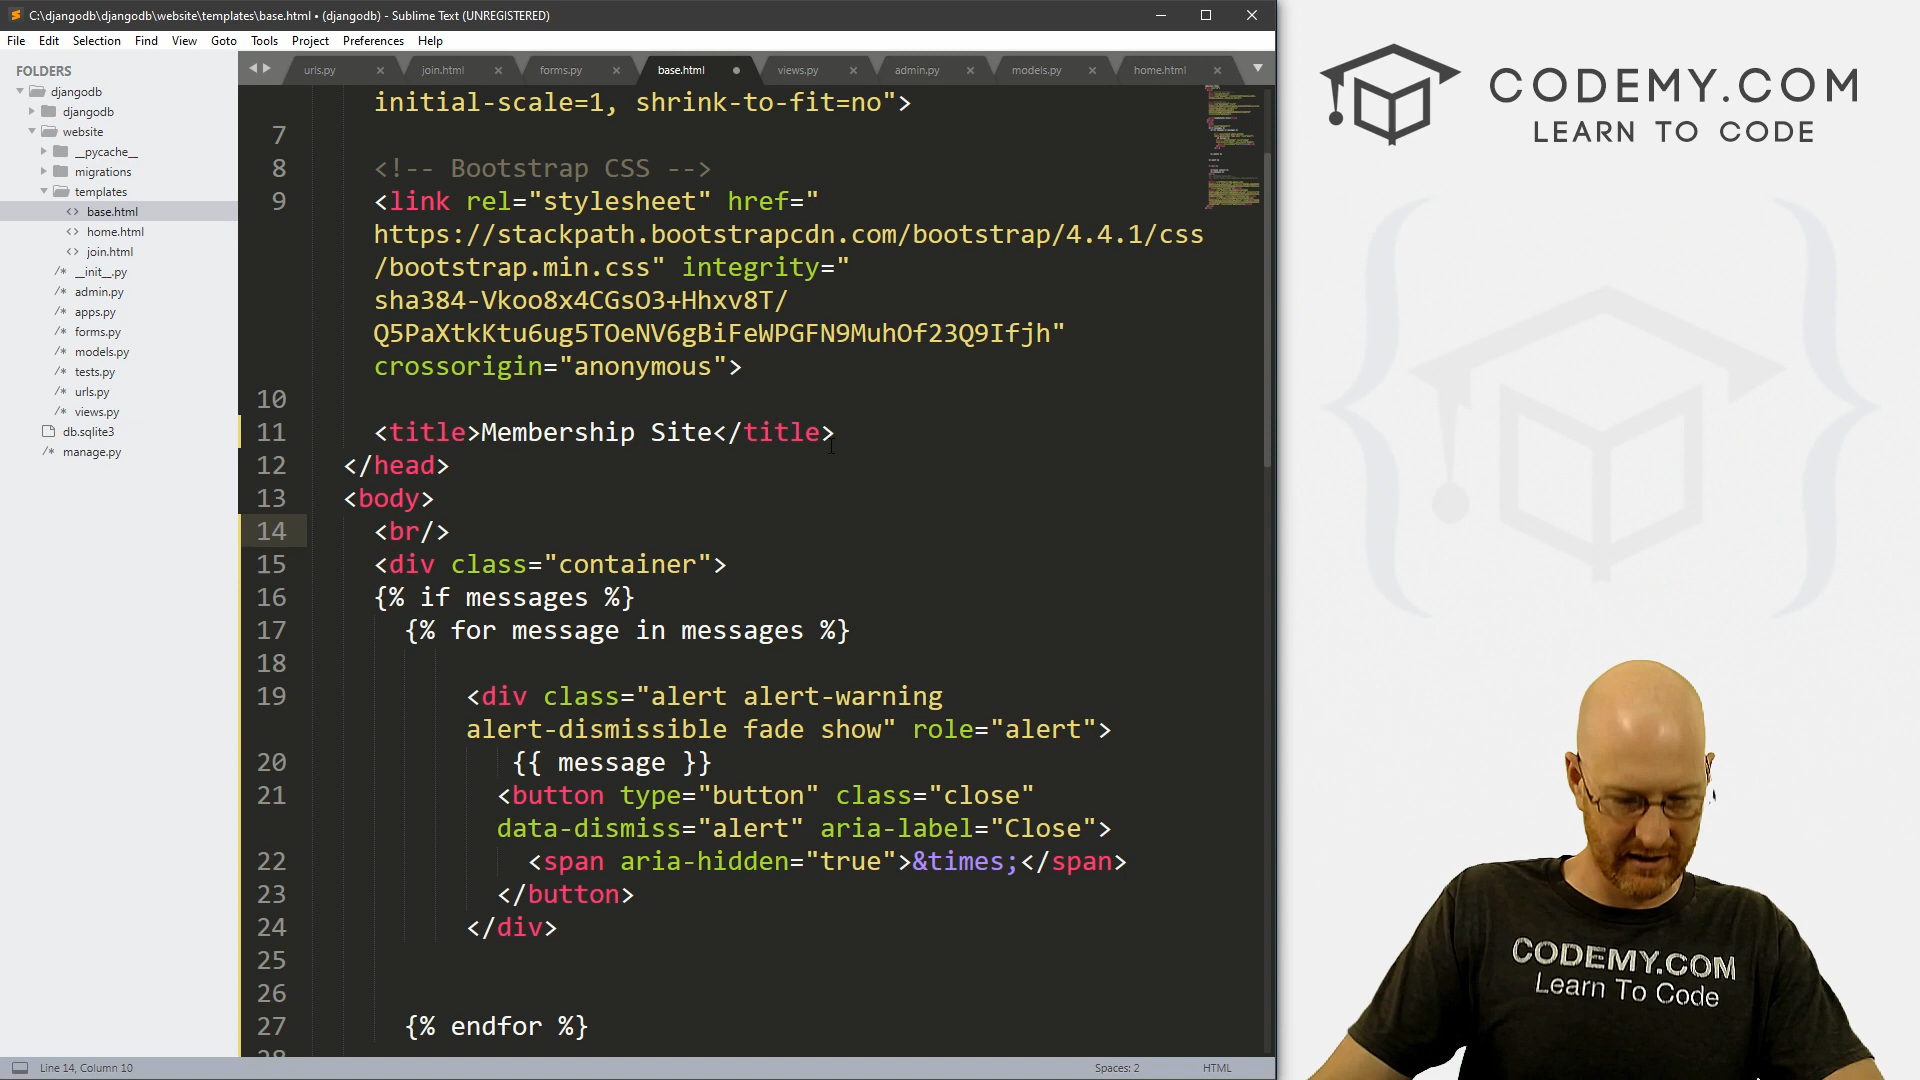 C:\djangodb\djangodb\website\templates\base.html • (djangodb) - Sublime Text (UNREGISTERED)
File Edit Selection Find View Goto Tools Project Preferences Help
FOLDERS
djangodb
djangodb
website
__pycache__
migrations
templates
<> base.html
<> home.html
<> join.html
/* __init__.py
/* admin.py
/* apps.py
/* forms.py
/* models.py
/* tests.py
/* urls.py
/* views.py
db.sqlite3
/* manage.py
urls.py join.html forms.py base.html views.py admin.py models.py home.html
initial-scale=1, shrink-to-fit=no">
7
8 <!-- Bootstrap CSS -->
9 <link rel="stylesheet" href="
https://stackpath.bootstrapcdn.com/bootstrap/4.4.1/css
/bootstrap.min.css" integrity="
sha384-Vkoo8x4CGsO3+Hhxv8T/
Q5PaXtkKtu6ug5TOeNV6gBiFeWPGFN9MuhOf23Q9Ifjh"
crossorigin="anonymous">
10
11 <title>Membership Site</title>
12 </head>
13 <body>
14 <br/>
15 <div class="container">
16 {% if messages %}
17 {% for message in messages %}
18
19 <div class="alert alert-warning
alert-dismissible fade show" role="alert">
20 {{ message }}
21 <button type="button" class="close"
data-dismiss="alert" aria-label="Close">
22 <span aria-hidden="true">&times;</span>
23 </button>
24 </div>
25
26
27 {% endfor %}
28
Line 14, Column 10
Spaces: 2
HTML
CODEMY.COM
LEARN TO CODE
CODEMY.COM
Learn To Code